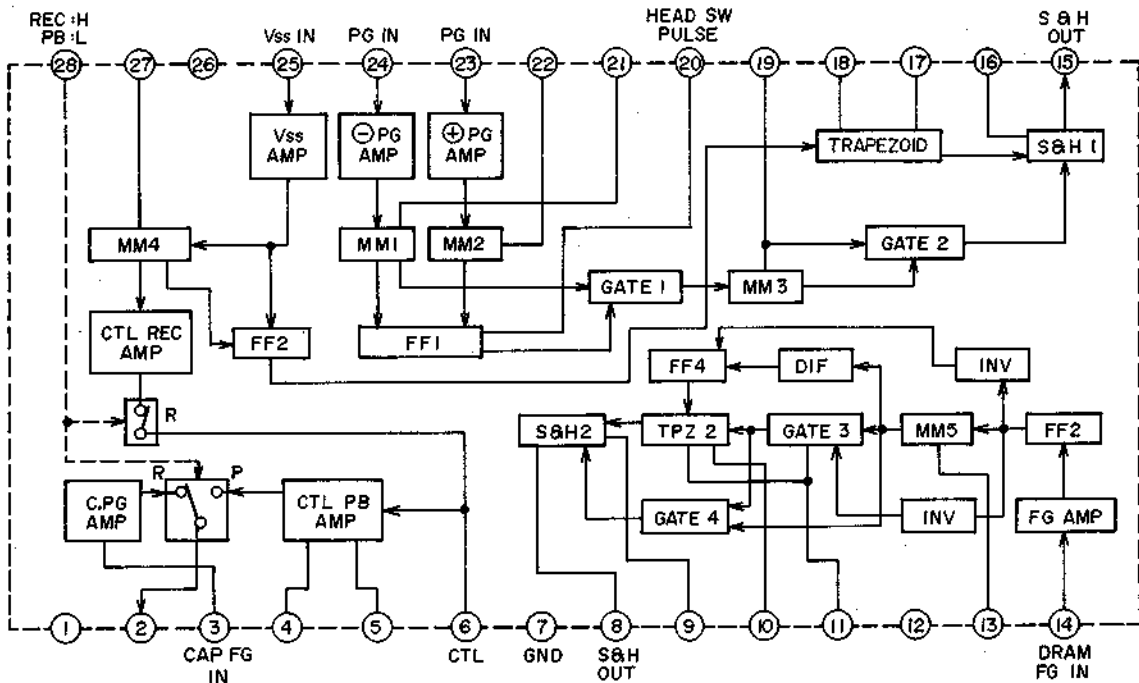 REC :H
PB :L
Vss IN
PG IN
PG IN
HEAD SW
PULSE
S & H
OUT
28
27
26
25
24
23
22
21
20
19
18
17
16
15
Vss
AMP
⊖ PG
AMP
⊕ PG
AMP
TRAPEZOID
S&H 1
MM4
MM1
MM2
GATE 2
GATE 1
MM3
CTL REC
AMP
FF2
FF1
FF4
DIF
INV
R
S&H2
TPZ 2
GATE 3
MM5
FF2
R
P
C.PG
AMP
CTL PB
AMP
GATE 4
INV
FG AMP
1
2
3
4
5
6
7
8
9
10
11
12
13
14
CAP FG
IN
CTL
GND
S&H
OUT
DRAM
FG IN